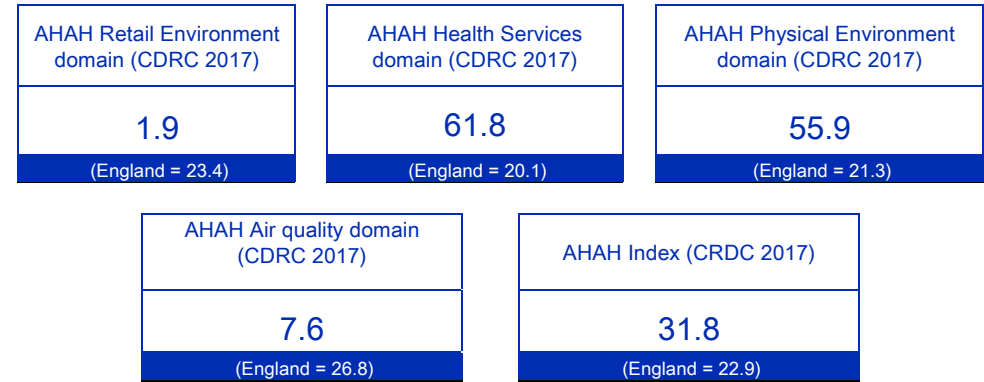 AHAH Retail Environment
domain (CDRC 2017)
1.9
(England = 23.4)
AHAH Health Services
domain (CDRC 2017)
61.8
(England = 20.1)
AHAH Physical Environment
domain (CDRC 2017)
55.9
(England = 21.3)
AHAH Air quality domain
(CDRC 2017)
7.6
(England = 26.8)
AHAH Index (CRDC 2017)
31.8
(England = 22.9)